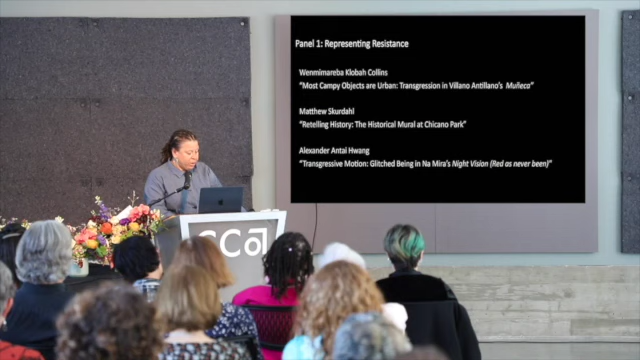 Panel 1: Representing Resistance
Wenmimareba Klobah Collins
"Most Campy Objects are Urban: Transgression in Villano Antillano's Muñeca"
Matthew Skurdahl
"Retelling History: The Historical Mural at Chicano Park"
Alexander Antai Hwang
"Transgressive Motion: Glitched Being in Na Mira's Night Vision (Red as never been)"
CCA